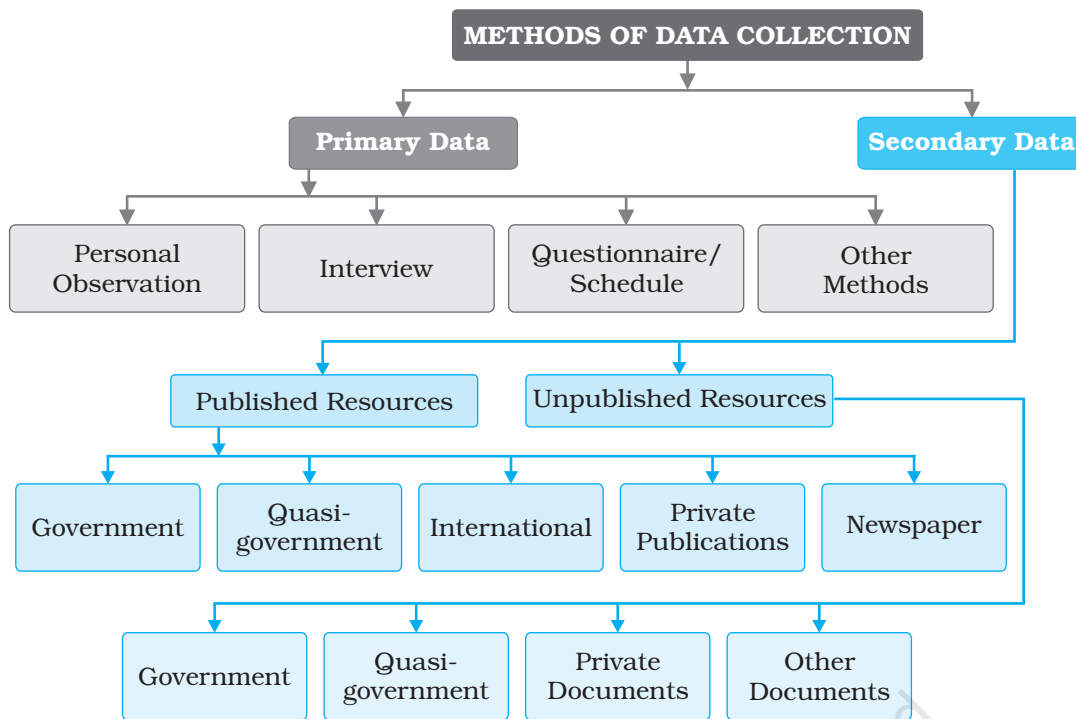 METHODS OF DATA COLLECTION
Primary Data
Secondary Data
Personal
Observation
Interview
Questionnaire/
Schedule
Other
Methods
Published Resources
Unpublished Resources
Government
Quasi-
government
International
Private
Publications
Newspaper
Government
Quasi-
government
Private
Documents
Other
Documents